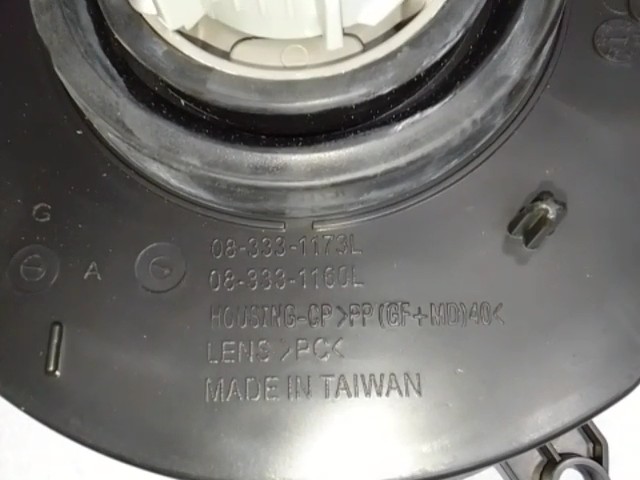 G
A
08-333-1173L
08-333-1160L
HOUSING-CP>PP(GF+MD)40<
LENS >PC<
MADE IN TAIWAN